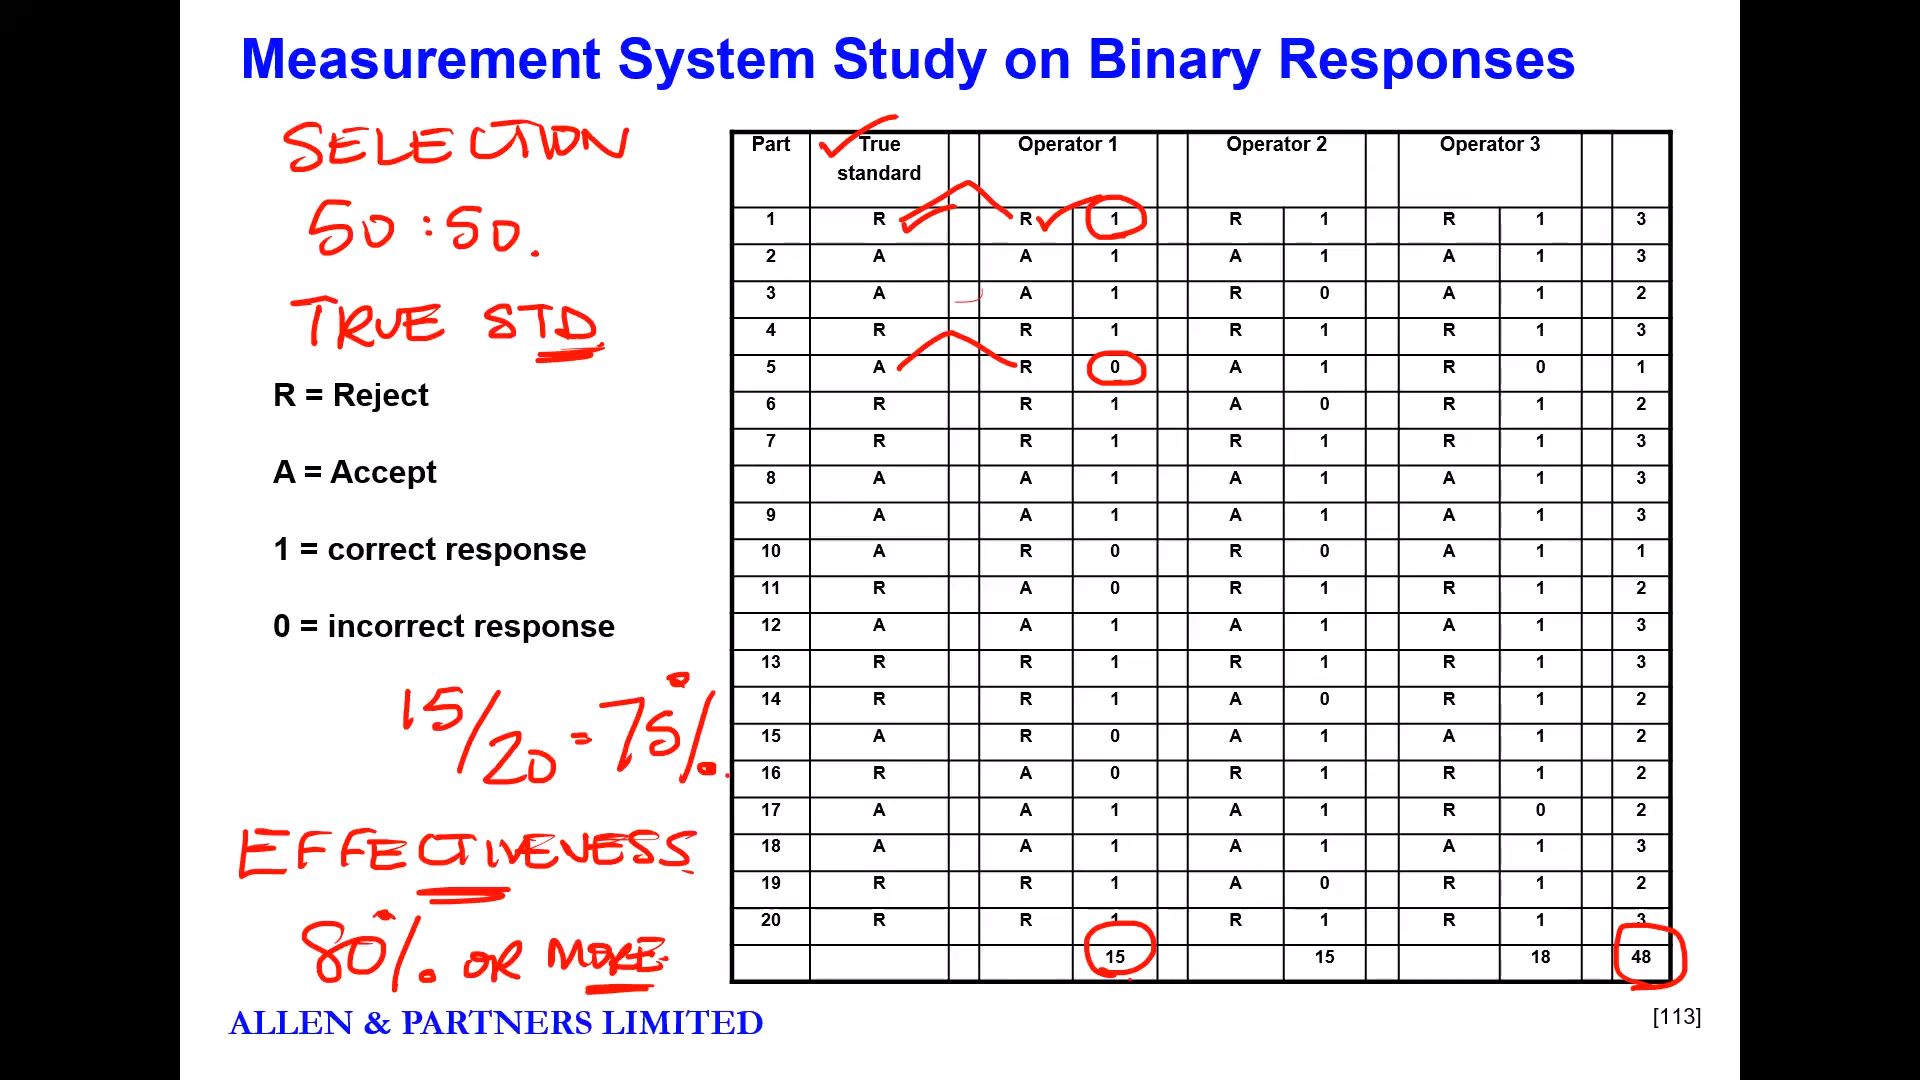 Measurement System Study on Binary Responses
SELECTION
50 : 50.
TRUE STD.
R = Reject
A = Accept
1 = correct response
0 = incorrect response
15/20 = 75%.
EFFECTIVENESS
80%. OR MORE
Part True standard Operator 1 Operator 2 Operator 3
1 R R 1 R 1 R 1 3
2 A A 1 A 1 A 1 3
3 A A 1 R 0 A 1 2
4 R R 1 R 1 R 1 3
5 A R 0 A 1 R 0 1
6 R R 1 A 0 R 1 2
7 R R 1 R 1 R 1 3
8 A A 1 A 1 A 1 3
9 A A 1 A 1 A 1 3
10 A R 0 R 0 A 1 1
11 R A 0 R 1 R 1 2
12 A A 1 A 1 A 1 3
13 R R 1 R 1 R 1 3
14 R R 1 A 0 R 1 2
15 A R 0 A 1 A 1 2
16 R A 0 R 1 R 1 2
17 A A 1 A 1 R 0 2
18 A A 1 A 1 A 1 3
19 R R 1 A 0 R 1 2
20 R R 1 R 1 R 1 3
15 15 18 48
ALLEN & PARTNERS LIMITED
[113]